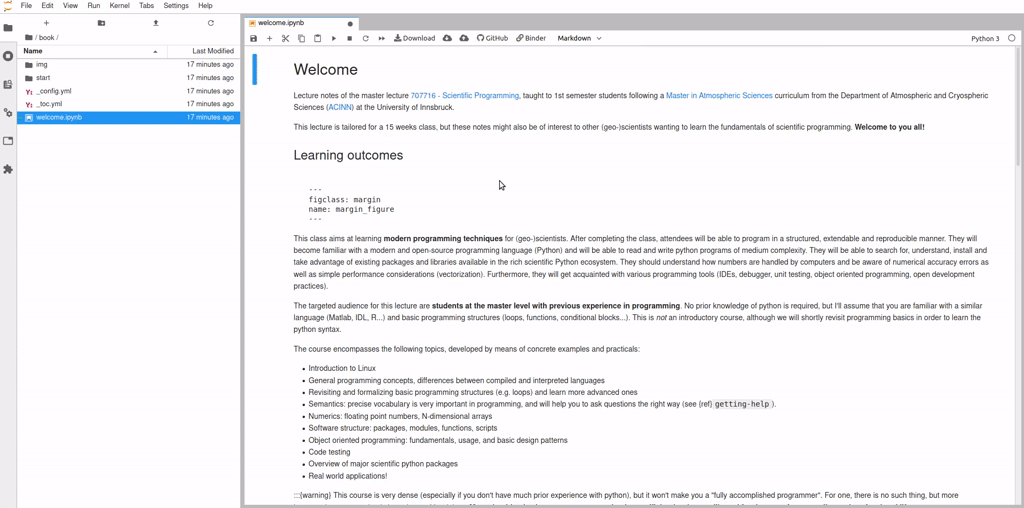 File Edit View Run Kernel Tabs Settings Help
/ book /
Name Last Modified
img 17 minutes ago
start 17 minutes ago
Y: _config.yml 17 minutes ago
Y: _toc.yml 17 minutes ago
welcome.ipynb 17 minutes ago
welcome.ipynb
Download GitHub Binder Markdown Python 3
Welcome
Lecture notes of the master lecture 707716 - Scientific Programming, taught to 1st semester students following a Master in Atmospheric Sciences curriculum from the Department of Atmospheric and Cryospheric
Sciences (ACINN) at the University of Innsbruck.
This lecture is tailored for a 15 weeks class, but these notes might also be of interest to other (geo-)scientists wanting to learn the fundamentals of scientific programming. Welcome to you all!
Learning outcomes
---
figclass: margin
name: margin_figure
---
This class aims at learning modern programming techniques for (geo-)scientists. After completing the class, attendees will be able to program in a structured, extendable and reproducible manner. They will
become familiar with a modern and open-source programming language (Python) and will be able to read and write python programs of medium complexity. They will be able to search for, understand, install and
take advantage of existing packages and libraries available in the rich scientific Python ecosystem. They should understand how numbers are handled by computers and be aware of numerical accuracy errors as
well as simple performance considerations (vectorization). Furthermore, they will get acquainted with various programming tools (IDEs, debugger, unit testing, object oriented programming, open development
practices).
The targeted audience for this lecture are students at the master level with previous experience in programming. No prior knowledge of python is required, but I'll assume that you are familiar with a similar
language (Matlab, IDL, R...) and basic programming structures (loops, functions, conditional blocks...). This is not an introductory course, although we will shortly revisit programming basics in order to learn the
python syntax.
The course encompasses the following topics, developed by means of concrete examples and practicals:
• Introduction to Linux
• General programming concepts, differences between compiled and interpreted languages
• Revisiting and formalizing basic programming structures (e.g. loops) and learn more advanced ones
• Semantics: precise vocabulary is very important in programming, and will help you to ask questions the right way (see {ref} getting-help ).
• Numerics: floating point numbers, N-dimensional arrays
• Software structure: packages, modules, functions, scripts
• Object oriented programming: fundamentals, usage, and basic design patterns
• Code testing
• Overview of major scientific python packages
• Real world applications!
:::{warning} This course is very dense (especially if you don't have much prior experience with python), but it won't make you a "fully accomplished programmer". For one, there is no such thing, but more